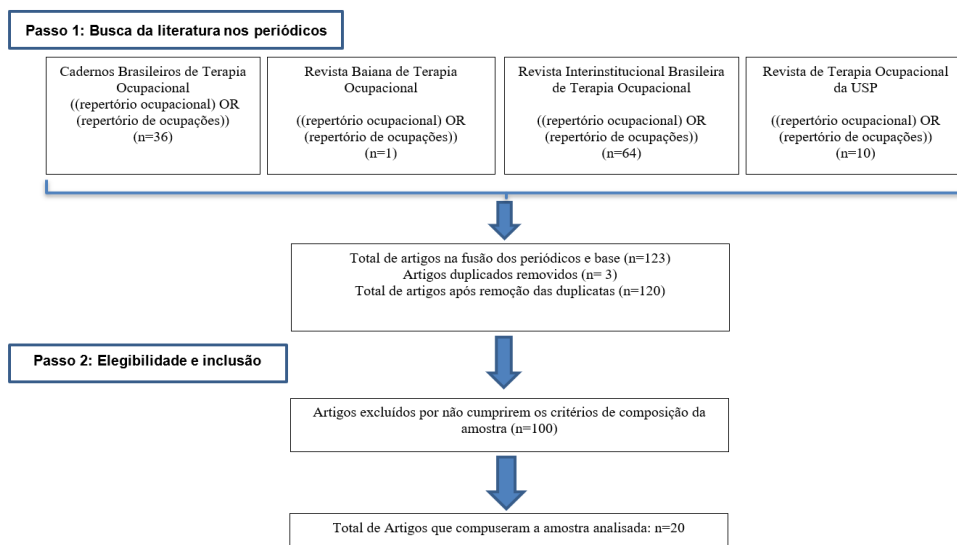 Passo 1: Busca da literatura nos periódicos
Cadernos Brasileiros de Terapia
Ocupacional
((repertório ocupacional) OR
(repertório de ocupações))
(n=36)
Revista Baiana de Terapia
Ocupacional
((repertório ocupacional) OR
(repertório de ocupações))
(n=1)
Revista Interinstitucional Brasileira
de Terapia Ocupacional
((repertório ocupacional) OR
(repertório de ocupações))
(n=64)
Revista de Terapia Ocupacional
da USP
((repertório ocupacional) OR
(repertório de ocupações))
(n=10)
Total de artigos na fusão dos periódicos e base (n=123)
Artigos duplicados removidos (n= 3)
Total de artigos após remoção das duplicatas (n=120)
Passo 2: Elegibilidade e inclusão
Artigos excluídos por não cumprirem os critérios de composição da
amostra (n=100)
Total de Artigos que compuseram a amostra analisada: n=20